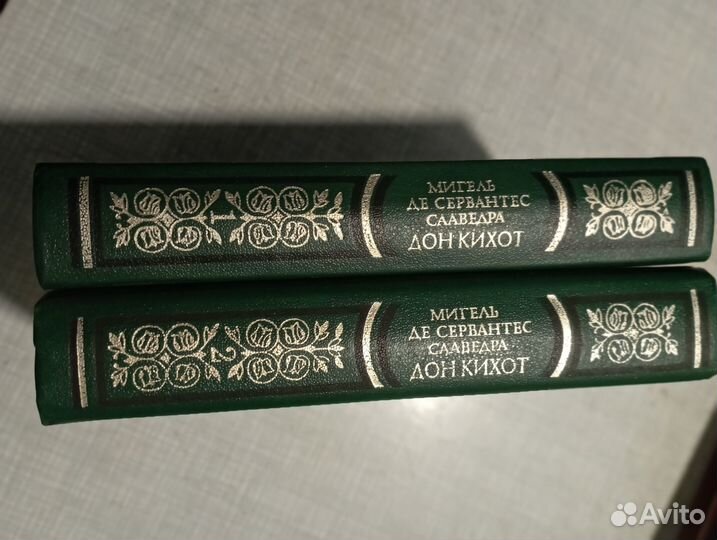 МИГЕЛЬ
ДЕ СЕРВАНТЕС
СААВЕДРА
ДОН КИХОТ
1
МИГЕЛЬ
ДЕ СЕРВАНТЕС
СААВЕДРА
ДОН КИХОТ
2
Avito